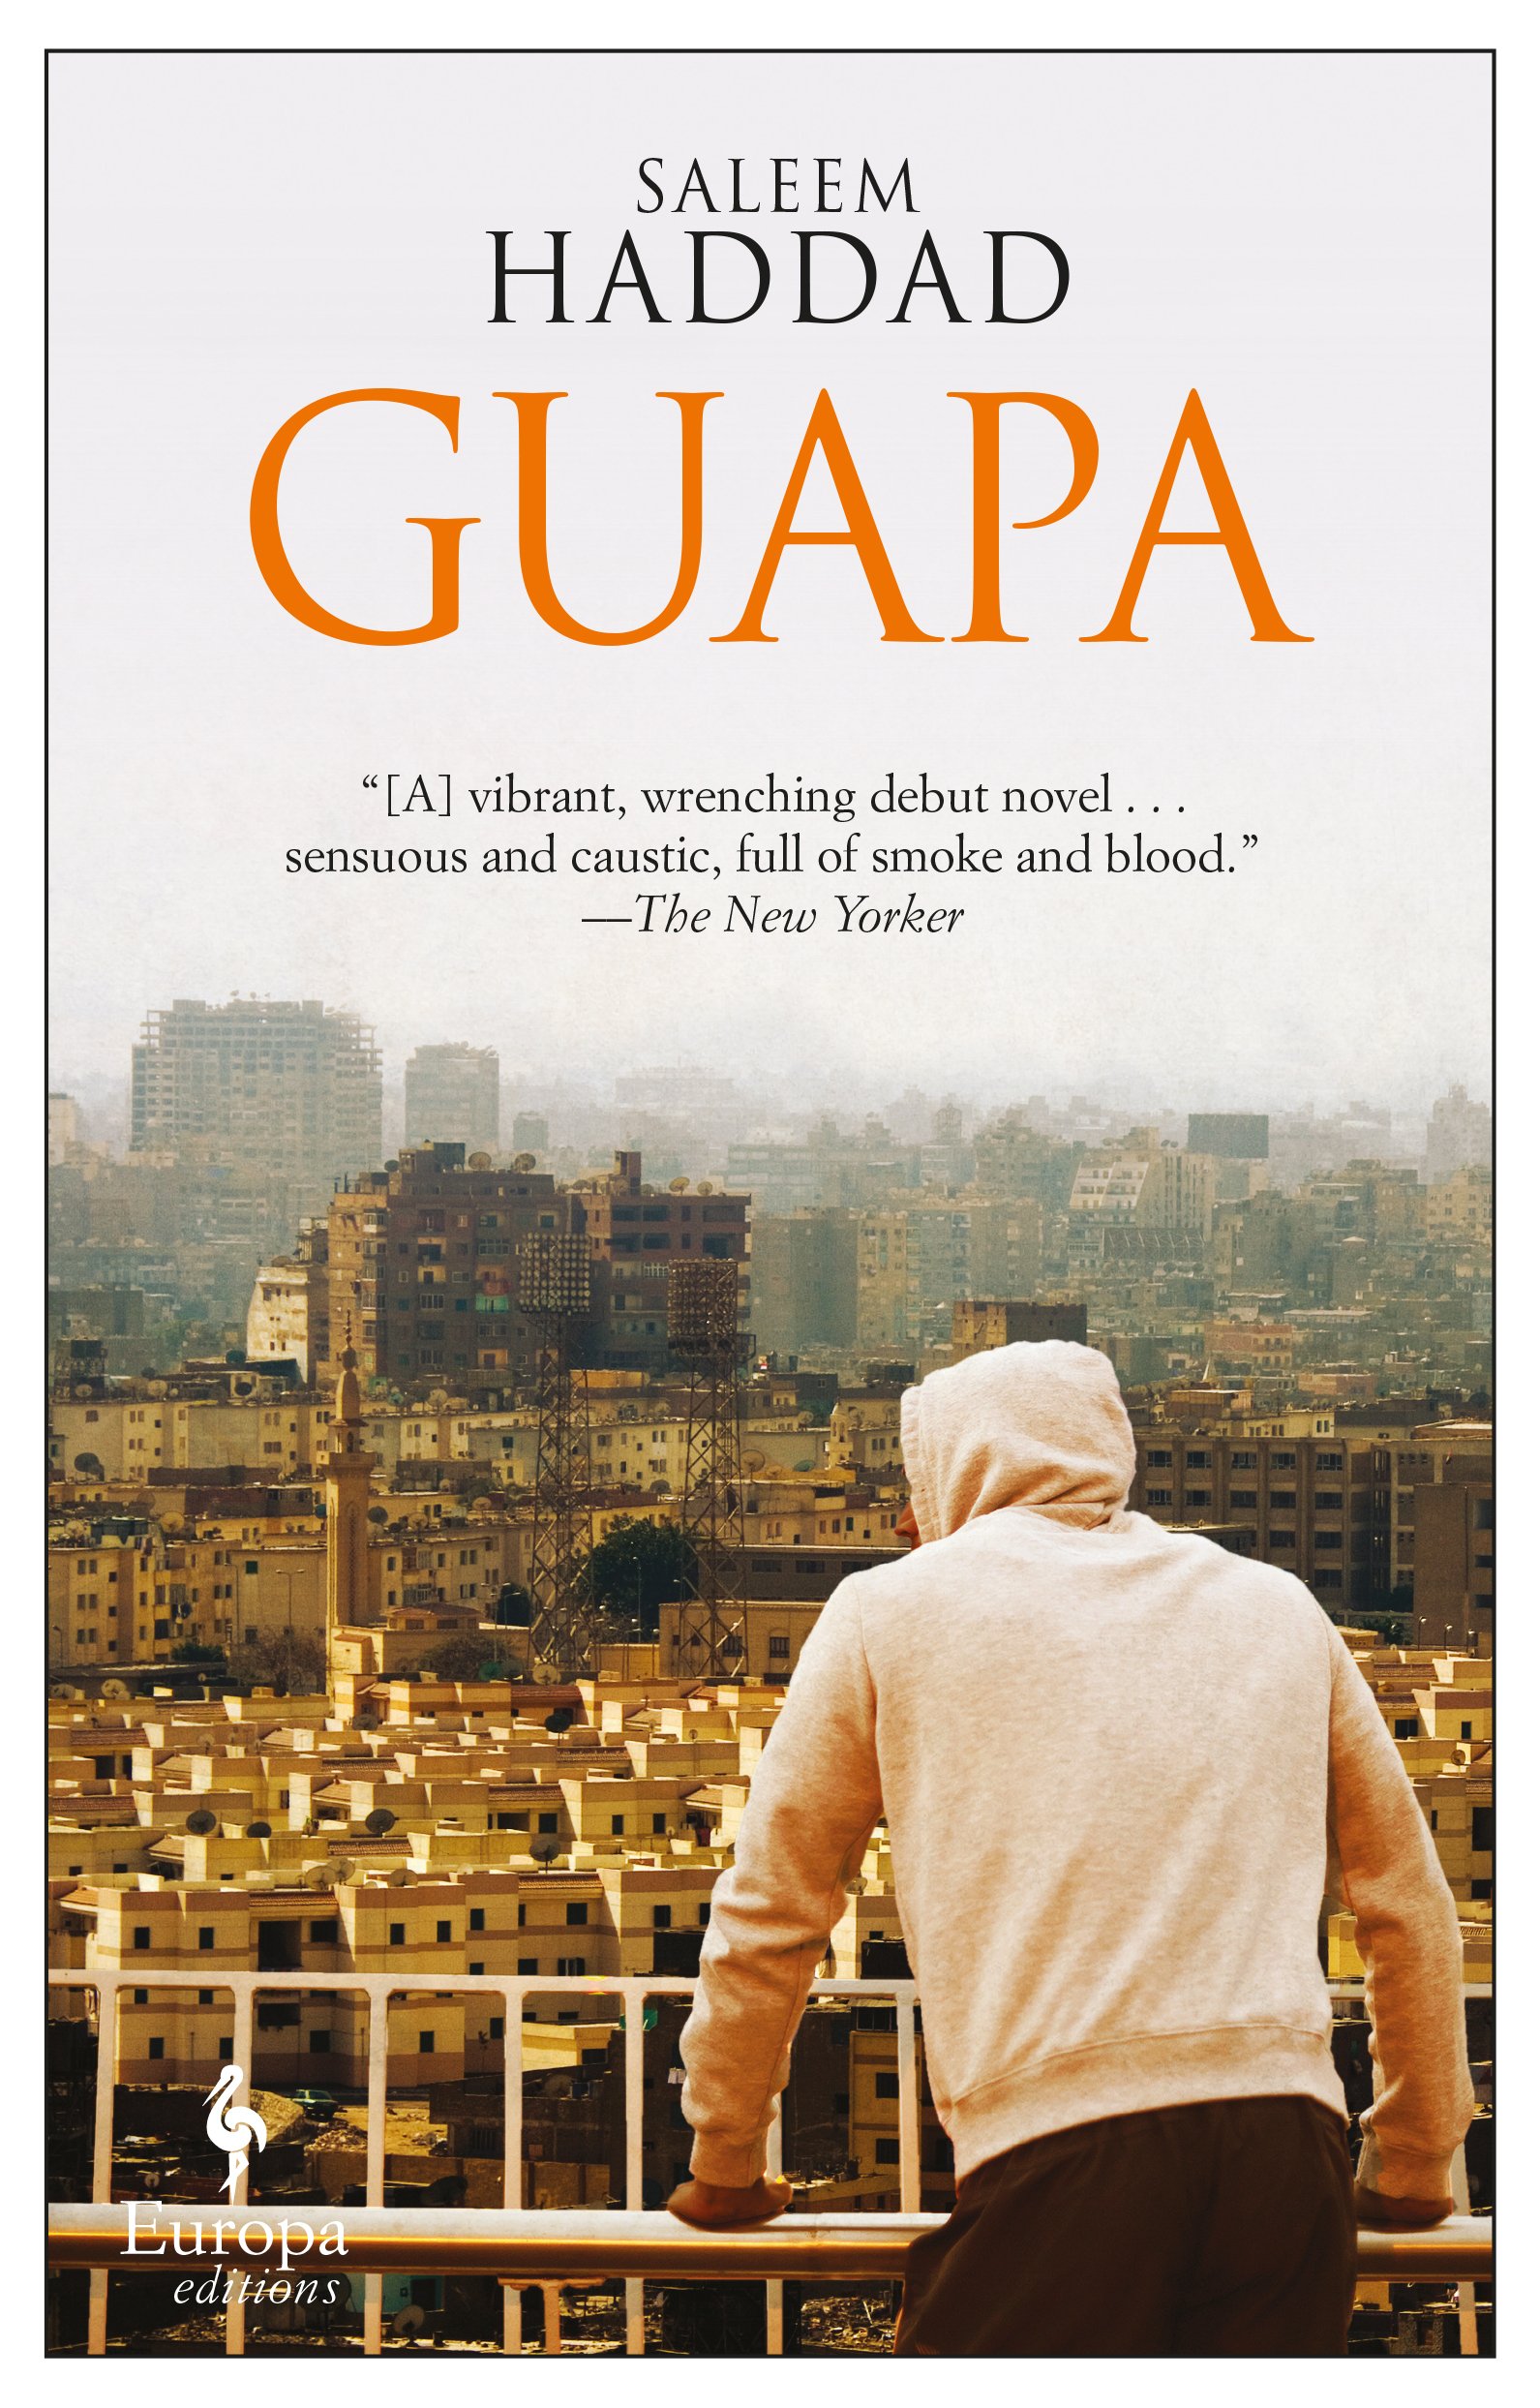 SALEEM
HADDAD
GUAPA
“[A] vibrant, wrenching debut novel . . .
sensuous and caustic, full of smoke and blood.”
—The New Yorker
Europa
editions